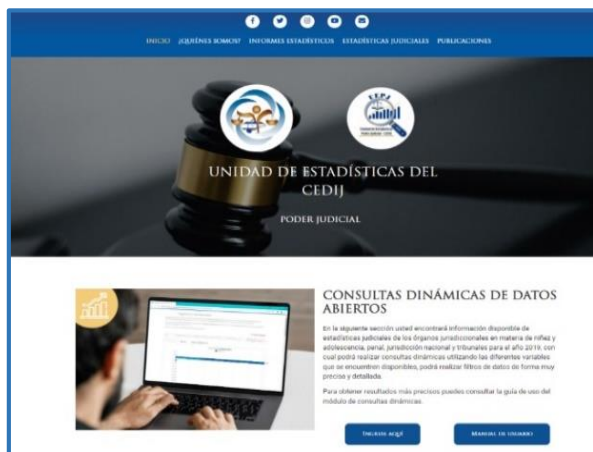 INICIO ¿QUIÉNES SOMOS? INFORMES ESTADÍSTICOS ESTADÍSTICAS JUDICIALES PUBLICACIONES
CEPJ
UNIDAD DE ESTADÍSTICAS DEL
CEDIJ
PODER JUDICIAL
CONSULTAS DINÁMICAS DE DATOS
ABIERTOS
En la siguiente sección usted encontrará información disponible de
estadísticas judiciales de los órganos jurisdiccionales en materia de niñez y
adolescencia, penal, jurisdicción nacional y tribunales para el año 2019, con
cual podrá realizar consultas dinámicas utilizando las diferentes variables
que se encuentren disponibles, podrá realizar filtros de datos de forma muy
precisa y detallada.
Para obtener resultados más precisos puedes consultar la guía de uso del
módulo de consultas dinámicas.
INGRESE AQUÍ MANUAL DE USUARIO